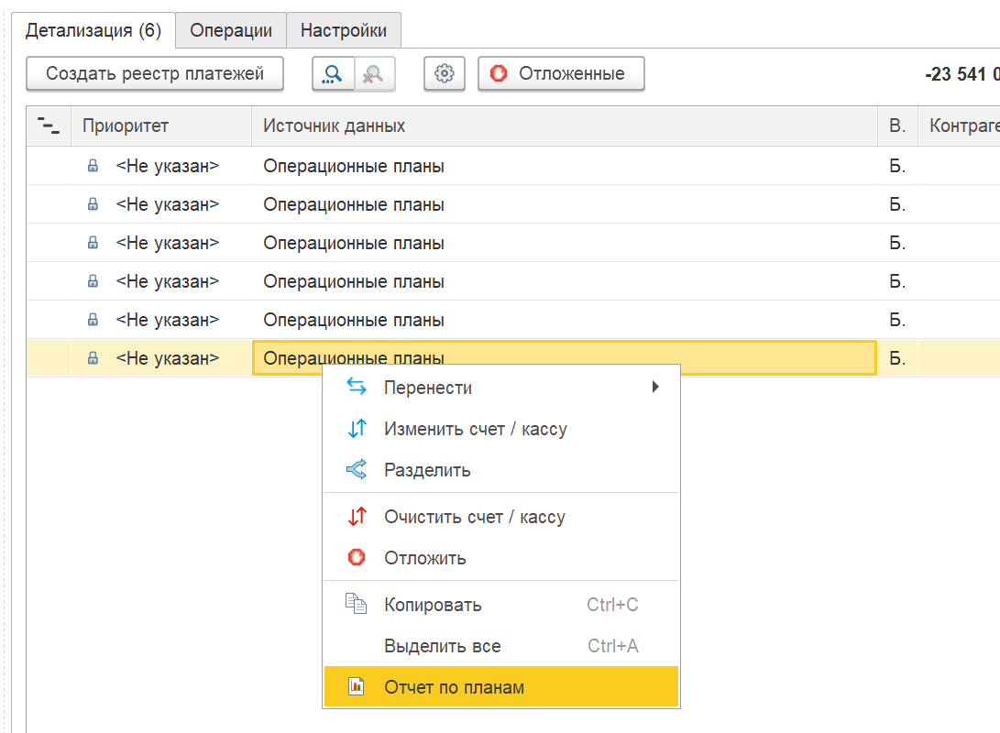 Детализация (6) Операции Настройки
Создать реестр платежей Отложенные -23 541 0
Приоритет Источник данных В. Контраге
<Не указан> Операционные планы Б.
<Не указан> Операционные планы Б.
<Не указан> Операционные планы Б.
<Не указан> Операционные планы Б.
<Не указан> Операционные планы Б.
<Не указан> Операционные планы Б.
Перенести
Изменить счет / кассу
Разделить
Очистить счет / кассу
Отложить
Копировать Ctrl+C
Выделить все Ctrl+A
Отчет по планам